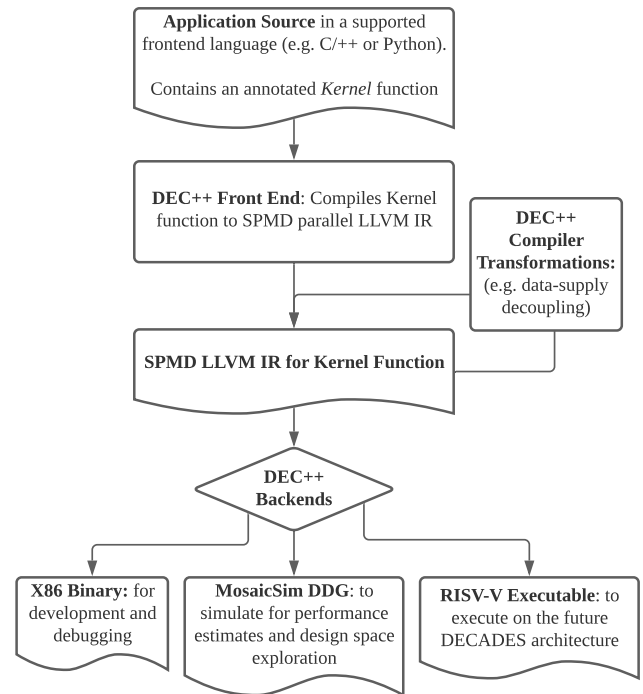 Application Source in a supported
frontend language (e.g. C/++ or Python).
Contains an annotated Kernel function
DEC++ Front End: Compiles Kernel
function to SPMD parallel LLVM IR
DEC++
Compiler
Transformations:
(e.g. data-supply
decoupling)
SPMD LLVM IR for Kernel Function
DEC++
Backends
X86 Binary: for
development and
debugging
MosaicSim DDG: to
simulate for performance
estimates and design space
exploration
RISV-V Executable: to
execute on the future
DECADES architecture